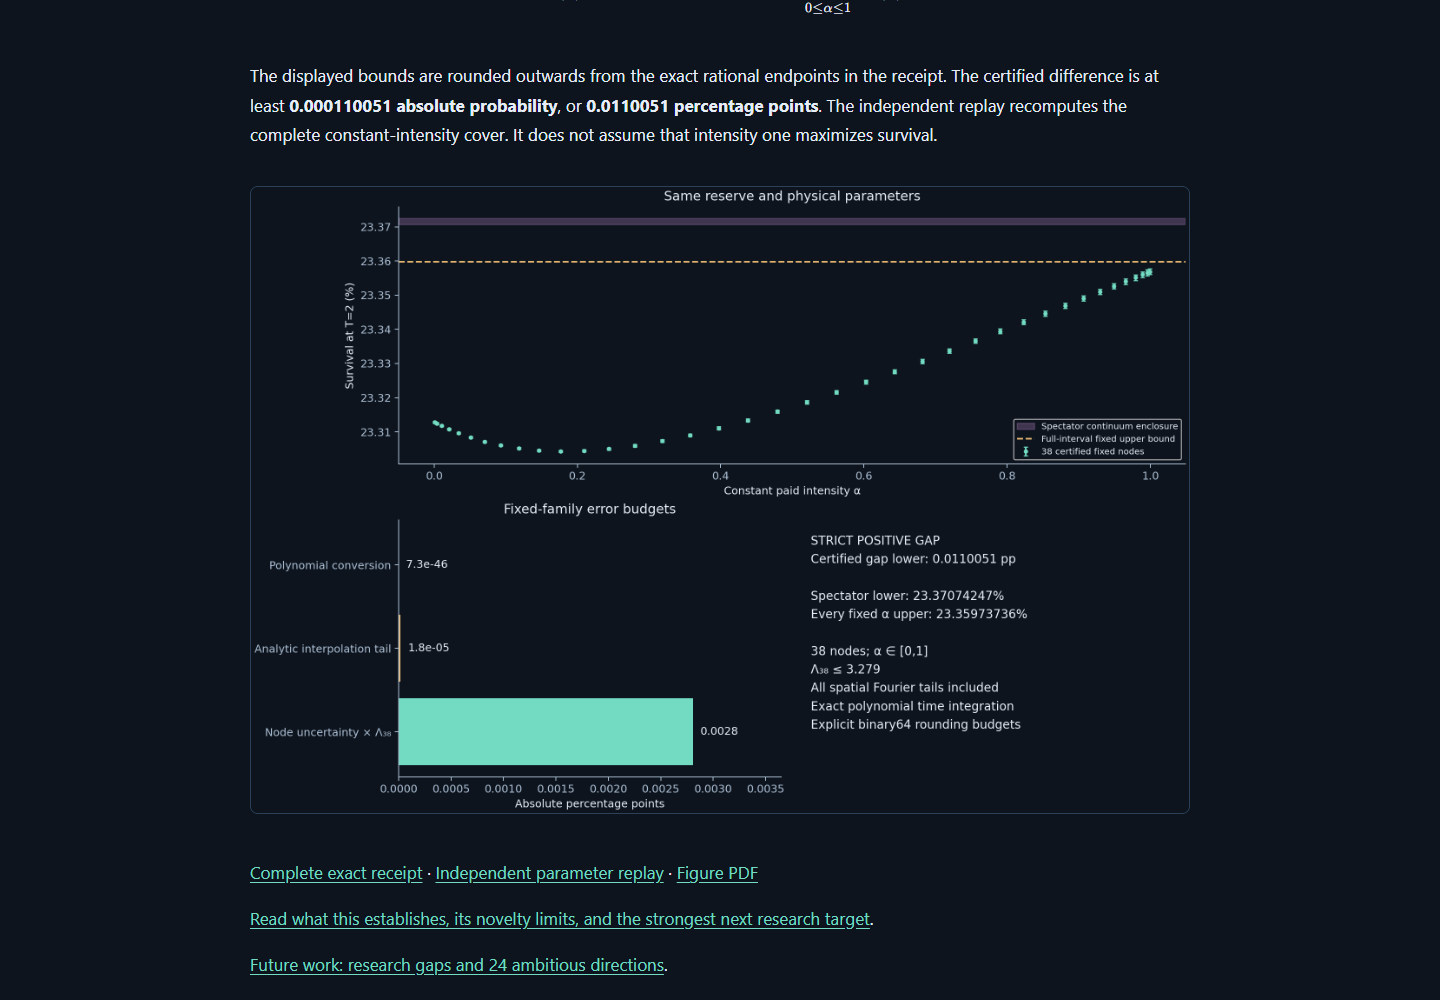 0≤α≤1
The displayed bounds are rounded outwards from the exact rational endpoints in the receipt. The certified difference is at
least 0.000110051 absolute probability, or 0.0110051 percentage points. The independent replay recomputes the
complete constant-intensity cover. It does not assume that intensity one maximizes survival.
Same reserve and physical parameters
Survival at T=2 (%)
23.37
23.36
23.35
23.34
23.33
23.32
23.31
Spectator continuum enclosure
Full-interval fixed upper bound
38 certified fixed nodes
0.0 0.2 0.4 0.6 0.8 1.0
Constant paid intensity α
Fixed-family error budgets
Polynomial conversion 7.3e-46
Analytic interpolation tail 1.8e-05
Node uncertainty × Λ₃₈ 0.0028
0.0000 0.0005 0.0010 0.0015 0.0020 0.0025 0.0030 0.0035
Absolute percentage points
STRICT POSITIVE GAP
Certified gap lower: 0.0110051 pp
Spectator lower: 23.37074247%
Every fixed α upper: 23.35973736%
38 nodes; α ∈ [0,1]
Λ₃₈ ≤ 3.279
All spatial Fourier tails included
Exact polynomial time integration
Explicit binary64 rounding budgets
Complete exact receipt · Independent parameter replay · Figure PDF
Read what this establishes, its novelty limits, and the strongest next research target.
Future work: research gaps and 24 ambitious directions.